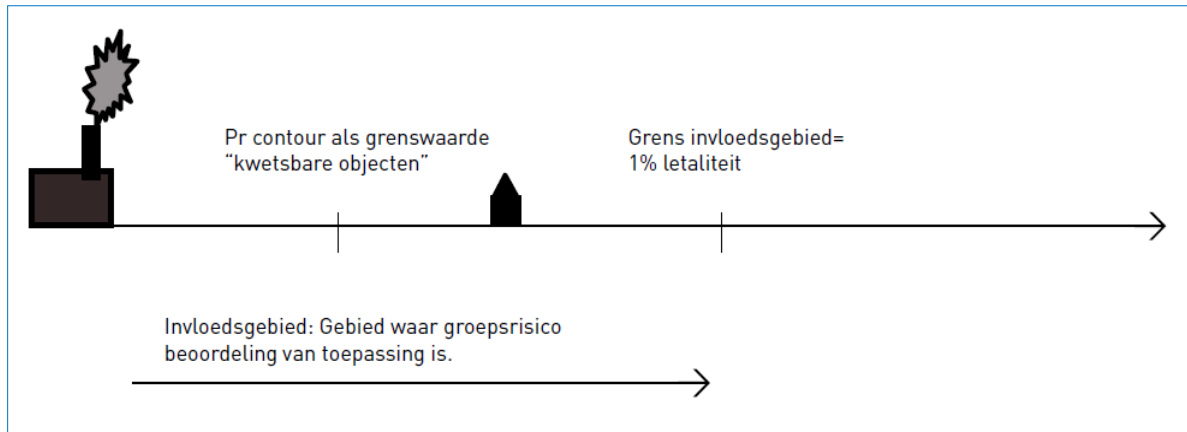 Pr contour als grenswaarde
“kwetsbare objecten”
Grens invloedsgebied=
1% letaliteit
Invloedsgebied: Gebied waar groepsrisico
beoordeling van toepassing is.